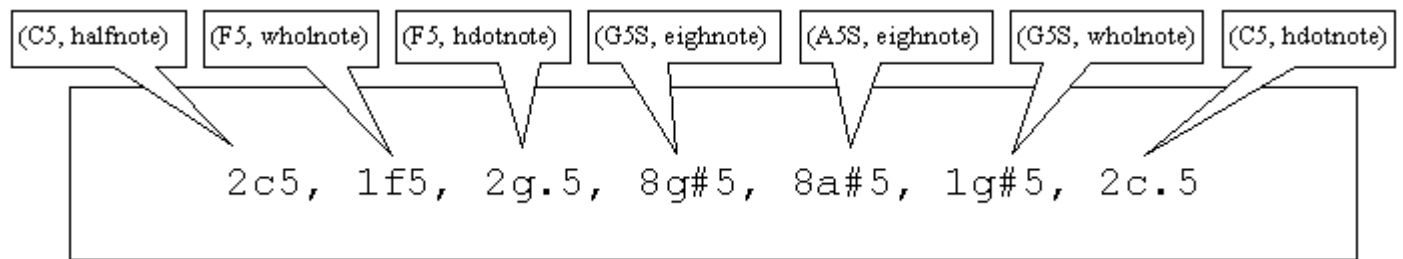 (C5, halfnote) (F5, wholnote) (F5, hdotnote) (G5S, eighnote) (A5S, eighnote) (G5S, wholnote) (C5, hdotnote)
2c5, 1f5, 2g.5, 8g#5, 8a#5, 1g#5, 2c.5